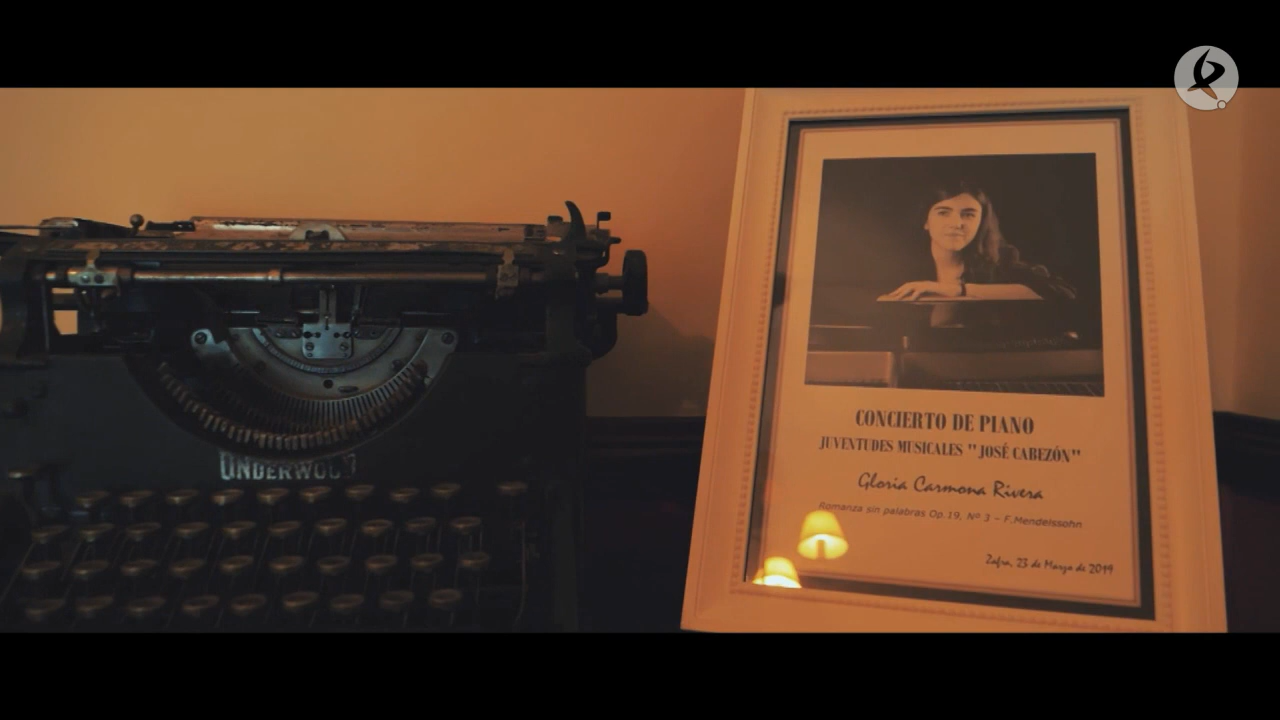 UNDERWOOD
CONCIERTO DE PIANO
JUVENTUDES MUSICALES "JOSÉ CABEZÓN"
Gloria Carmona Rivera
Romanza sin palabras Op.19, Nº 3 – F.Mendelssohn
Zafra, 23 de Marzo de 2019